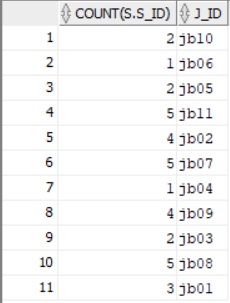 COUNT(S.S_ID) J_ID
1 2 jb10
2 1 jb06
3 2 jb05
4 5 jb11
5 4 jb02
6 5 jb07
7 1 jb04
8 4 jb09
9 2 jb03
10 5 jb08
11 3 jb01